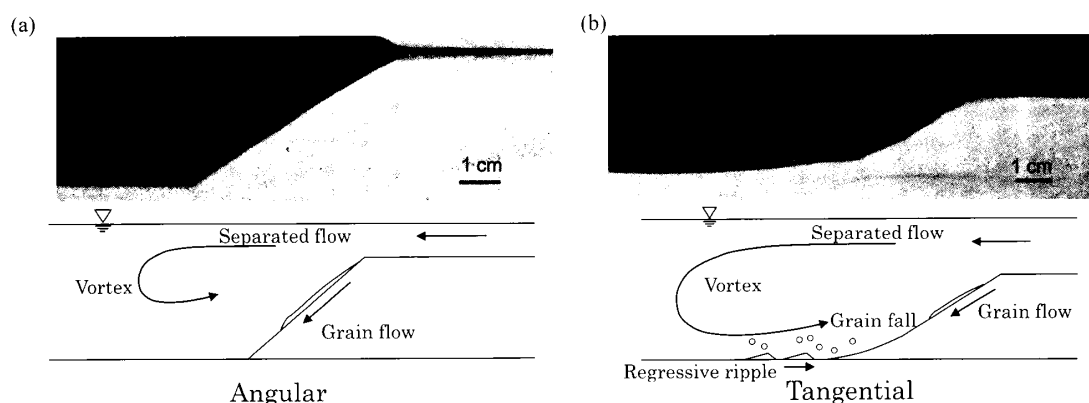 (a)
1 cm
Separated flow
Vortex
Grain flow
Angular
(b)
1 cm
Separated flow
Vortex
Grain fall
Grain flow
Regressive ripple
Tangential